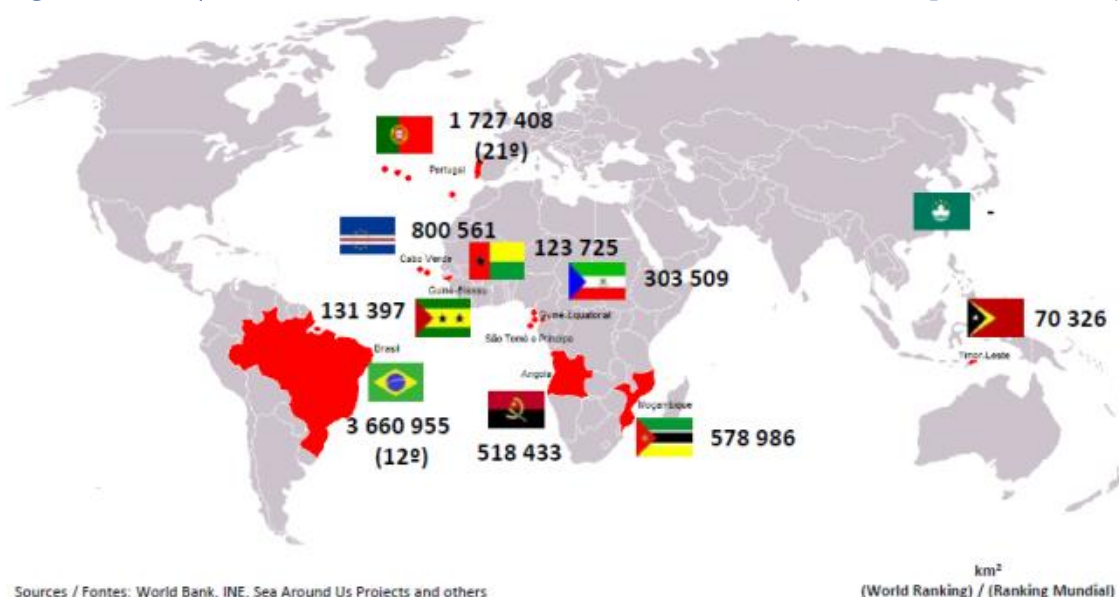 1 727 408
(21º)
Portugal
-
800 561
Cabo Verde
123 725
Guiné-Bissau
303 509
Guiné Equatorial
131 397
São Tomé e Príncipe
70 326
Timor-Leste
Brasil
3 660 955
(12º)
Angola
518 433
Moçambique
578 986
km²
Sources / Fontes: World Bank, INE, Sea Around Us Projects and others
(World Ranking) / (Ranking Mundial)